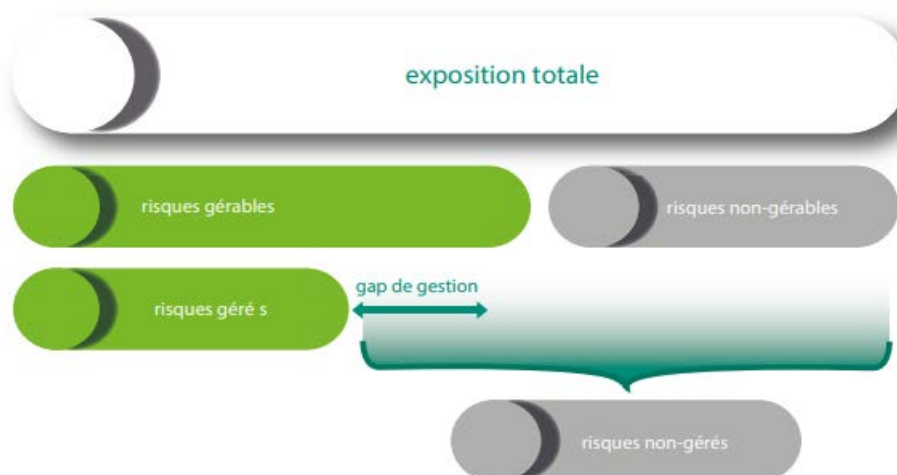 exposition totale
risques gérables
risques non-gérables
gap de gestion
risques géré s
risques non-gérés